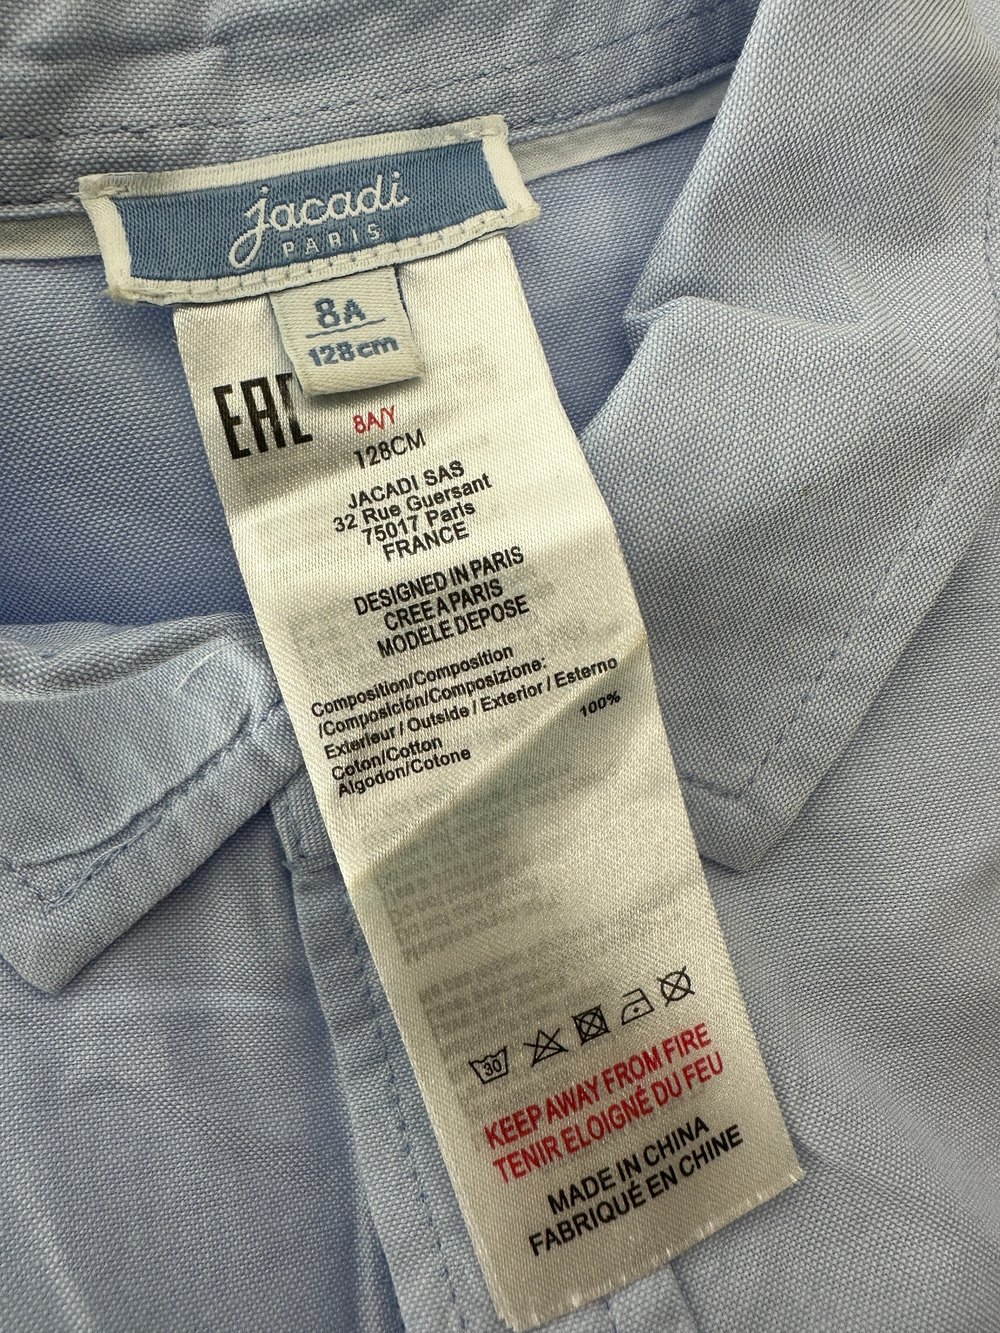 jacadi
PARIS
8A
128cm
EAC
8A/Y
128CM
JACADI SAS
32 Rue Guersant
75017 Paris
FRANCE
DESIGNED IN PARIS
CREE A PARIS
MODELE DEPOSE
Composition/Composition
/Composición/Composizione:
Exterieur / Outside / Exterior / Esterno
100%
Coton/Cotton
Algodon/Cotone
30
KEEP AWAY FROM FIRE
TENIR ELOIGNÉ DU FEU
MADE IN CHINA
FABRIQUÉ EN CHINE